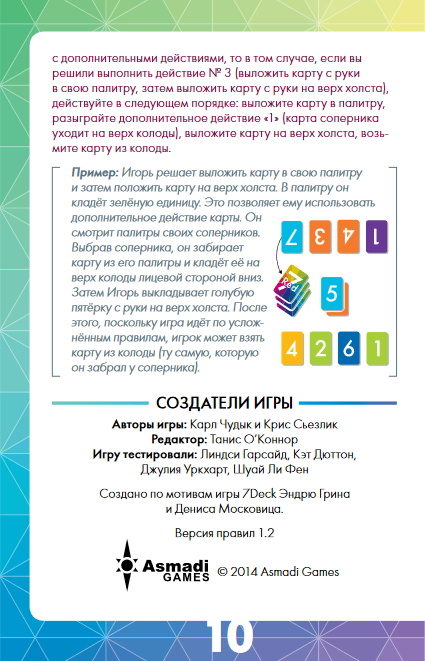 с дополнительными действиями, то в том случае, если вы
решили выполнить действие № 3 (выложить карту с руки
в свою палитру, затем выложить карту с руки на верх холста),
действуйте в следующем порядке: выложите карту в палитру,
разыграйте дополнительное действие «1» (карта соперника
уходит на верх колоды), выложите карту на верх холста, возь-
мите карту из колоды.
Пример: Игорь решает выложить карту в свою палитру
и затем положить карту на верх холста. В палитру он
кладёт зелёную единицу. Это позволяет ему использовать
дополнительное действие карты. Он
смотрит палитры своих соперников.
Выбрав соперника, он забирает
карту из его палитры и кладёт её на
верх колоды лицевой стороной вниз.
Затем Игорь выкладывает голубую
пятёрку с руки на верх холста. После
этого, поскольку игра идёт по услож-
нённым правилам, игрок может взять
карту из колоды (ту самую, которую
он забрал у соперника).
7 3 4 1
7 Red
5
4 2 6 1
СОЗДАТЕЛИ ИГРЫ
Авторы игры: Карл Чудык и Крис Сьезлик
Редактор: Танис О’Коннор
Игру тестировали: Линдси Гарсайд, Кэт Дюттон,
Джулия Уркхарт, Шуай Ли Фен
Создано по мотивам игры 7Deck Эндрю Грина
и Дениса Московица.
Версия правил 1.2
Asmadi
GAMES
© 2014 Asmadi Games
10